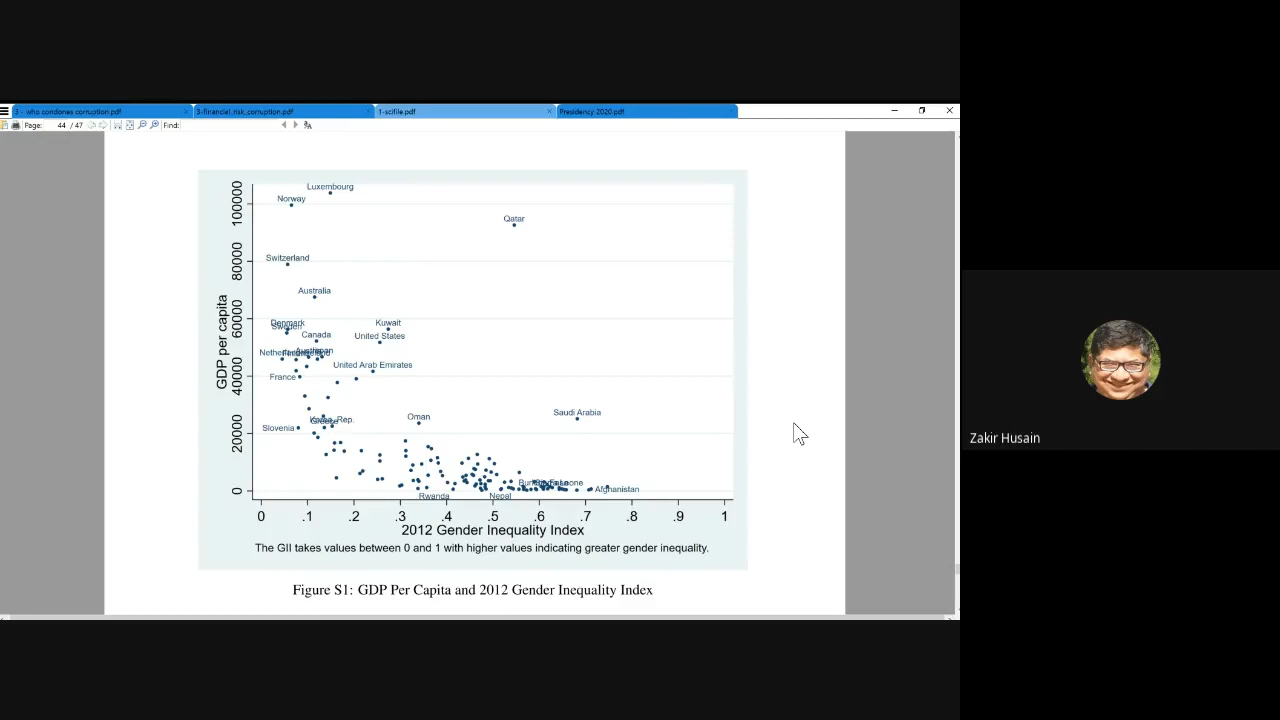 3 - who condones corruption.pdf
3-financial_risk_corruption.pdf
1-scifile.pdf
Presidency 2020.pdf
Page: 44 / 47 Find:
Luxembourg
Norway
Qatar
Switzerland
Australia
Denmark
Sweden
Kuwait
Canada
United States
United Arab Emirates
France
Saudi Arabia
Oman
Rep.
Slovenia
Afghanistan
Rwanda
Nepal
GDP per capita
100000
80000
60000
40000
20000
0
0 .1 .2 .3 .4 .5 .6 .7 .8 .9 1
2012 Gender Inequality Index
The GII takes values between 0 and 1 with higher values indicating greater gender inequality.
Figure S1: GDP Per Capita and 2012 Gender Inequality Index
Zakir Husain